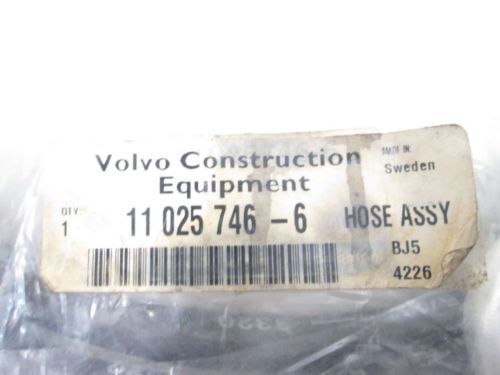 Volvo Construction
Equipment
MADE IN:
Sweden
QTY:
1
11 025 746 - 6
HOSE ASSY
BJ5
4226